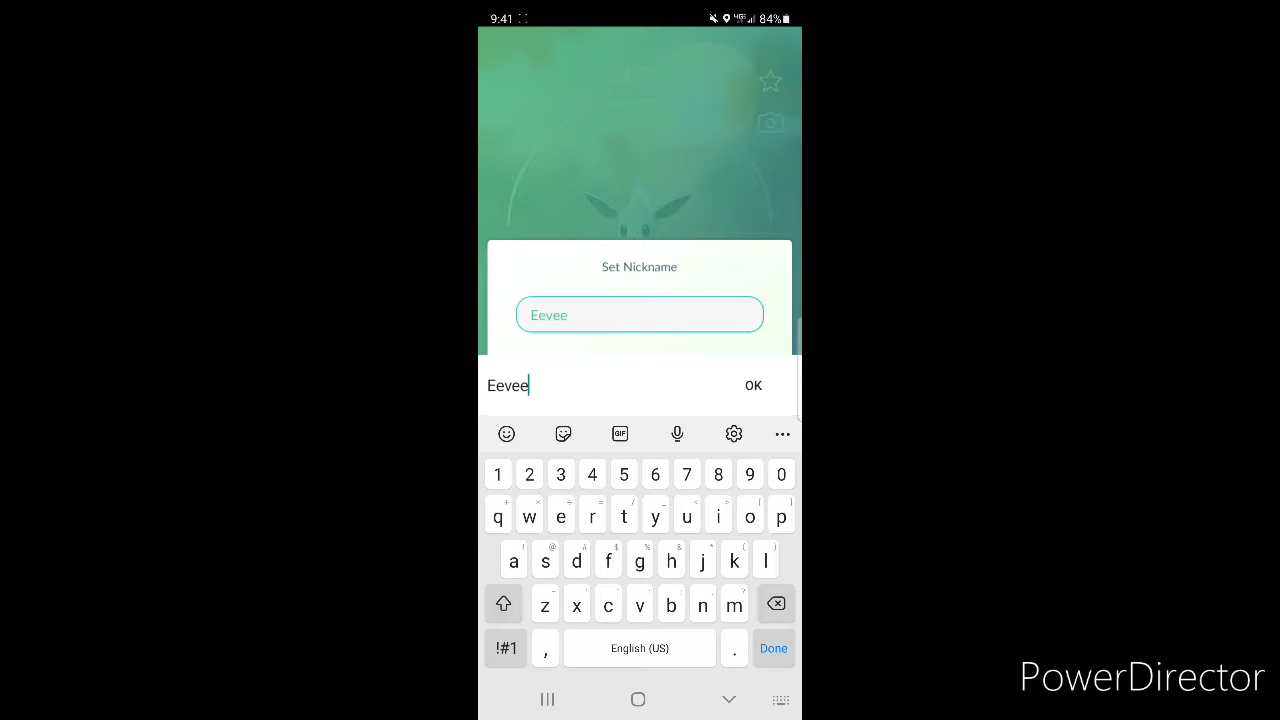 9:41 84%
Set Nickname
Eevee
Eevee OK
GIF
1 2 3 4 5 6 7 8 9 0
q w e r t y u i o p
a s d f g h j k l
z x c v b n m
!#1 , English (US) . Done
PowerDirector